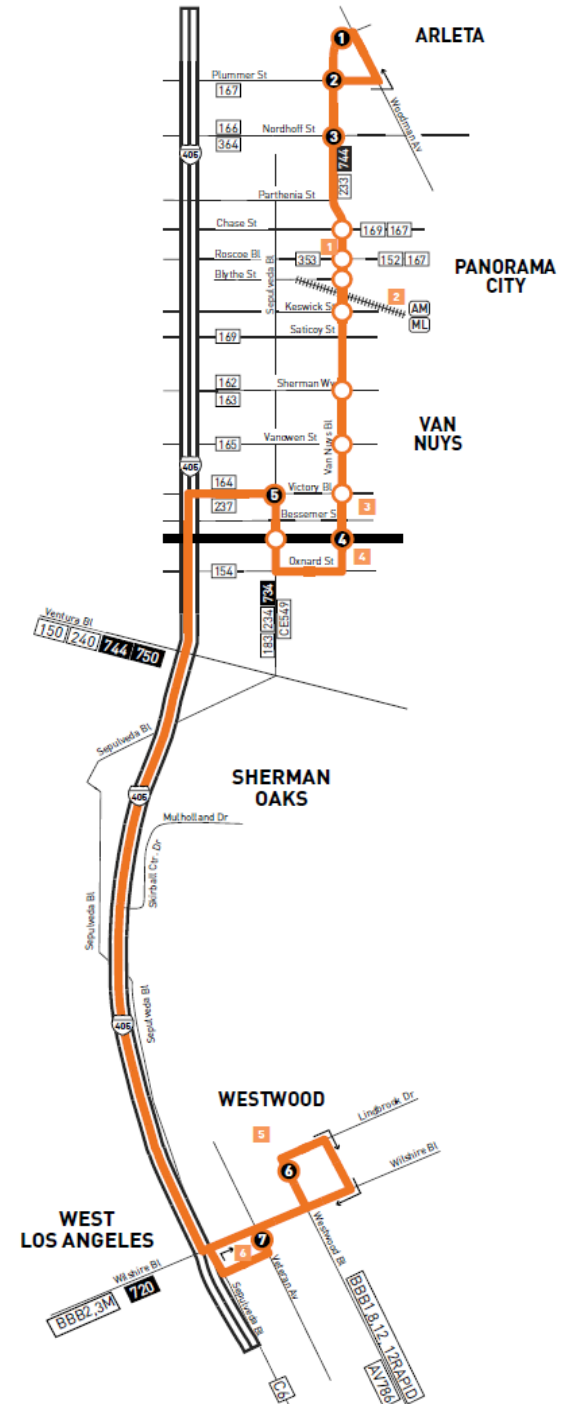 1
ARLETA
Plummer St
2
167
Woodman Av
166
Nordhoff St
3
364
405
744
233
Parthenia St
Chase St
169 167
1
Roscoe Bl
353
152 167
PANORAMA
CITY
Blythe St
Sepulveda Bl
2
AM
ML
Keswick S
Saticoy St
169
162
Sherman Wy
163
VAN
NUYS
165
Vanowen St
Van Nuys Bl
405
164
5
Victory Bl
237
3
Bessemer S
4
4
Oxnard St
154
183 234 734
CE549
Ventura Bl
150 240 744 750
Sepulveda Bl
SHERMAN
OAKS
405
Mulholland Dr
Skirball Ctr. Dr
Sepulveda Bl
Sepulveda Bl
405
WESTWOOD
Lindbrook Dr
5
6
Wilshire Bl
WEST
LOS ANGELES
7
6
Westwood Bl
Veteran Av
Wilshire Bl
BBB2,3M 720
Sepulveda Bl
BBB1,8,12, 12RAPID
AV786
C6